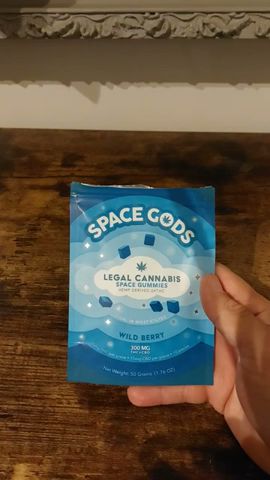 SPACE GODS
LEGAL CANNABIS
SPACE GUMMIES
HEMP DERIVED Δ9THC
WILD BERRY
300 MG
THC+CBD
Net Weight: 50 Grams (1.76 OZ)